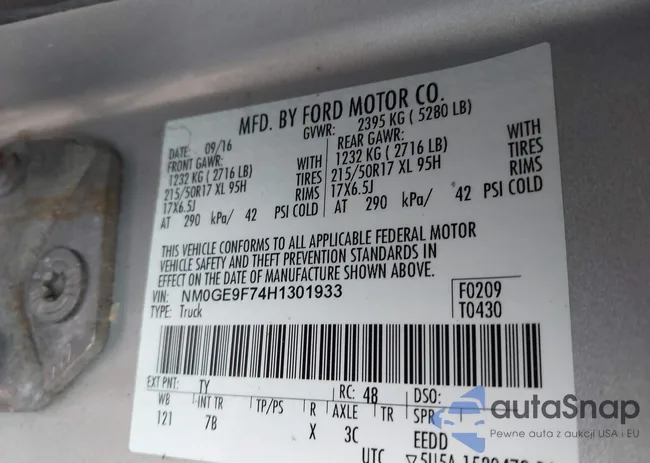 MFD. BY FORD MOTOR CO.
DATE: 09/16 GVWR: 2395 KG ( 5280 LB)
FRONT GAWR: REAR GAWR:
1232 KG ( 2716 LB) WITH 1232 KG ( 2716 LB) WITH
215/50R17 XL 95H TIRES 215/50R17 XL 95H TIRES
17X6.5J RIMS 17X6.5J RIMS
AT 290 kPa/ 42 PSI COLD AT 290 kPa/ 42 PSI COLD
THIS VEHICLE CONFORMS TO ALL APPLICABLE FEDERAL MOTOR
VEHICLE SAFETY AND THEFT PREVENTION STANDARDS IN
EFFECT ON THE DATE OF MANUFACTURE SHOWN ABOVE.
VIN: NM0GE9F74H1301933 F0209
TYPE: Truck T0430
EXT PNT: TY RC: 48 DSO:
WB INT TR TP/PS R AXLE TR SPR
121 7B X 3C EEDD
UTC
autaSnap
Pewne auta z aukcji USA i EU